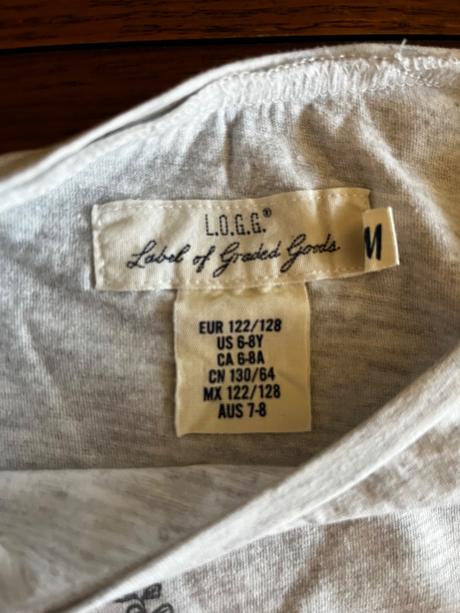 L.O.G.G.®
Label of Graded Goods
M
EUR 122/128
US 6-8Y
CA 6-8A
CN 130/64
MX 122/128
AUS 7-8